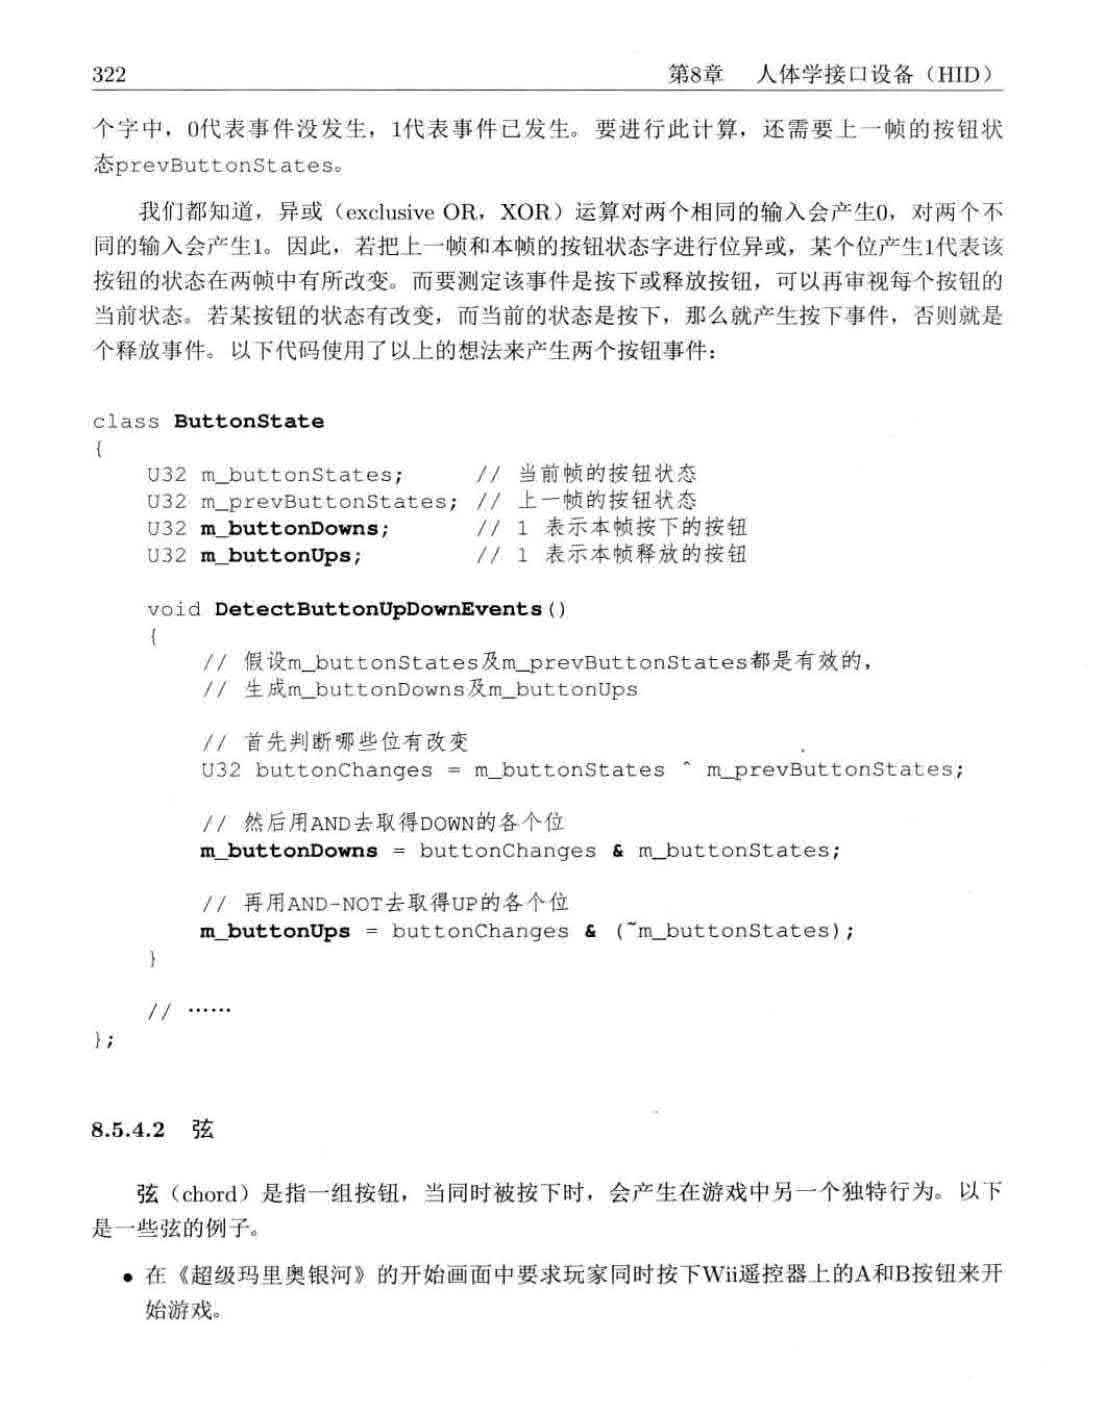 322 第8章 人体学接口设备（HID）
个字中，0代表事件没发生，1代表事件已发生。要进行此计算，还需要上一帧的按钮状
态prevButtonStates。
我们都知道，异或（exclusive OR，XOR）运算对两个相同的输入会产生0，对两个不
同的输入会产生1。因此，若把上一帧和本帧的按钮状态字进行位异或，某个位产生1代表该
按钮的状态在两帧中有所改变。而要测定该事件是按下或释放按钮，可以再审视每个按钮的
当前状态。若某按钮的状态有改变，而当前的状态是按下，那么就产生按下事件，否则就是
个释放事件。以下代码使用了以上的想法来产生两个按钮事件：
class ButtonState
{
U32 m_buttonStates; // 当前帧的按钮状态
U32 m_prevButtonStates; // 上一帧的按钮状态
U32 m_buttonDowns; // 1 表示本帧按下的按钮
U32 m_buttonUps; // 1 表示本帧释放的按钮
void DetectButtonUpDownEvents()
{
// 假设m_buttonStates及m_prevButtonStates都是有效的，
// 生成m_buttonDowns及m_buttonUps
// 首先判断哪些位有改变
U32 buttonChanges = m_buttonStates ^ m_prevButtonStates;
// 然后用AND去取得DOWN的各个位
m_buttonDowns = buttonChanges & m_buttonStates;
// 再用AND-NOT去取得UP的各个位
m_buttonUps = buttonChanges & (~m_buttonStates);
}
// ……
};
8.5.4.2 弦
弦（chord）是指一组按钮，当同时被按下时，会产生在游戏中另一个独特行为。以下
是一些弦的例子。
● 在《超级玛里奥银河》的开始画面中要求玩家同时按下Wii遥控器上的A和B按钮来开
始游戏。